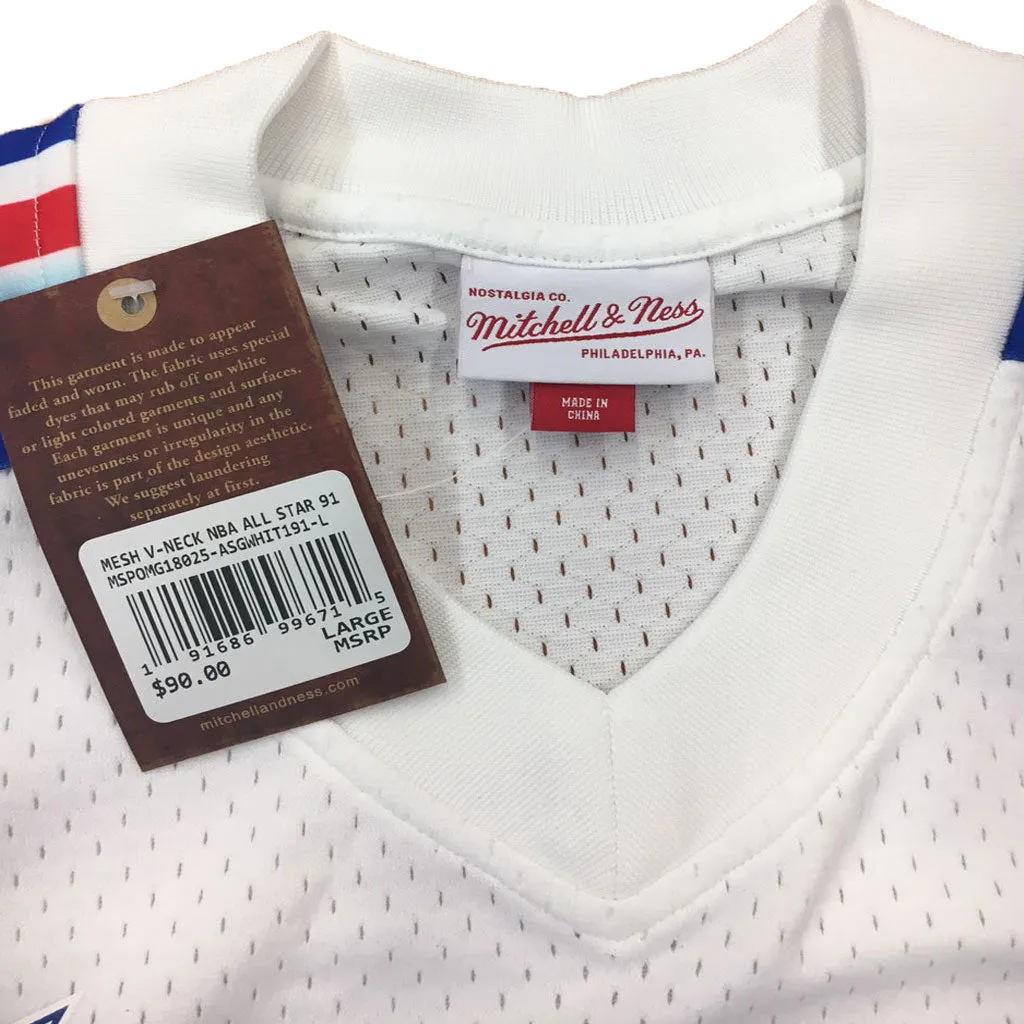 This garment is made to appear
faded and worn. The fabric uses special
dyes that may rub off on white
or light colored garments and surfaces.
Each garment is unique and any
unevenness or irregularity in the
fabric is part of the design aesthetic.
We suggest laundering
separately at first.
MESH V-NECK NBA ALL STAR 91
MSPOMG18025-ASGWHIT191-L
1 91686 99671 5
LARGE
$90.00 MSRP
mitchellandness.com
NOSTALGIA CO.
Mitchell & Ness
PHILADELPHIA, PA.
MADE IN
CHINA